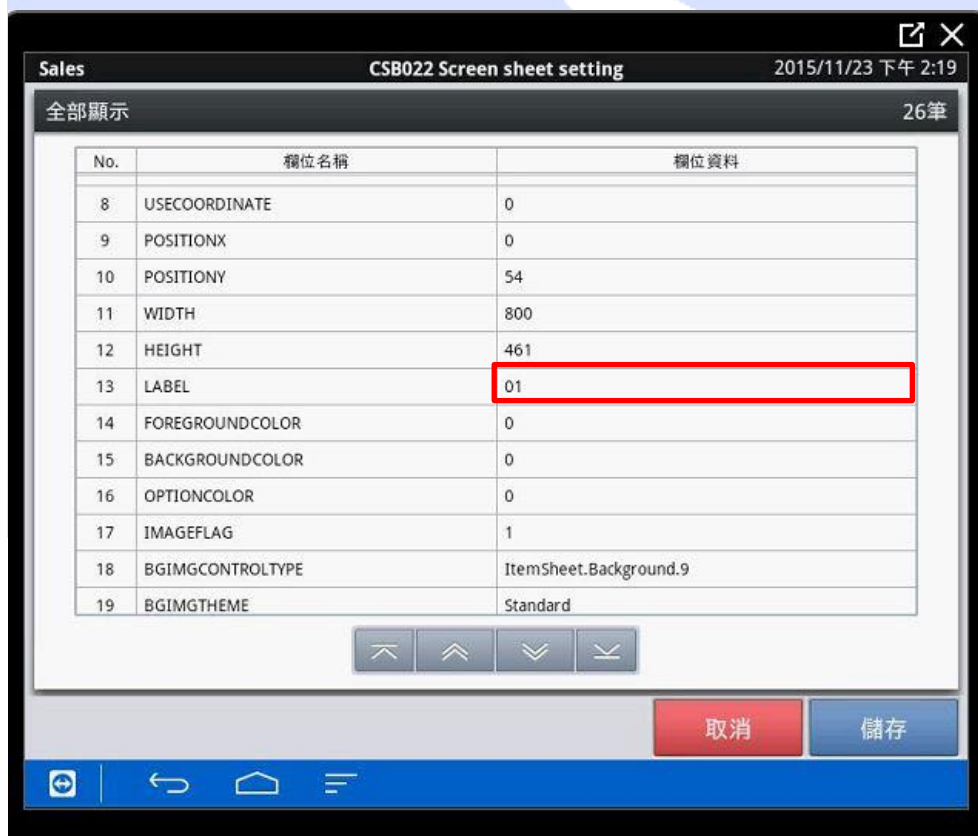 Sales CSB022 Screen sheet setting 2015/11/23 下午 2:19
全部顯示 26筆
No. 欄位名稱 欄位資料
8 USECOORDINATE 0
9 POSITIONX 0
10 POSITIONY 54
11 WIDTH 800
12 HEIGHT 461
13 LABEL 01
14 FOREGROUNDCOLOR 0
15 BACKGROUNDCOLOR 0
16 OPTIONCOLOR 0
17 IMAGEFLAG 1
18 BGIMGCONTROLTYPE ItemSheet.Background.9
19 BGIMGTHEME Standard
取消 儲存